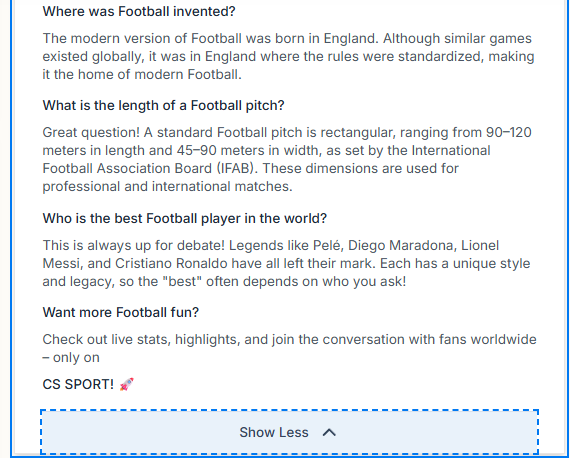 Where was Football invented?
The modern version of Football was born in England. Although similar games
existed globally, it was in England where the rules were standardized, making
it the home of modern Football.
What is the length of a Football pitch?
Great question! A standard Football pitch is rectangular, ranging from 90–120
meters in length and 45–90 meters in width, as set by the International
Football Association Board (IFAB). These dimensions are used for
professional and international matches.
Who is the best Football player in the world?
This is always up for debate! Legends like Pelé, Diego Maradona, Lionel
Messi, and Cristiano Ronaldo have all left their mark. Each has a unique style
and legacy, so the "best" often depends on who you ask!
Want more Football fun?
Check out live stats, highlights, and join the conversation with fans worldwide
– only on
CS SPORT! 🚀
Show Less